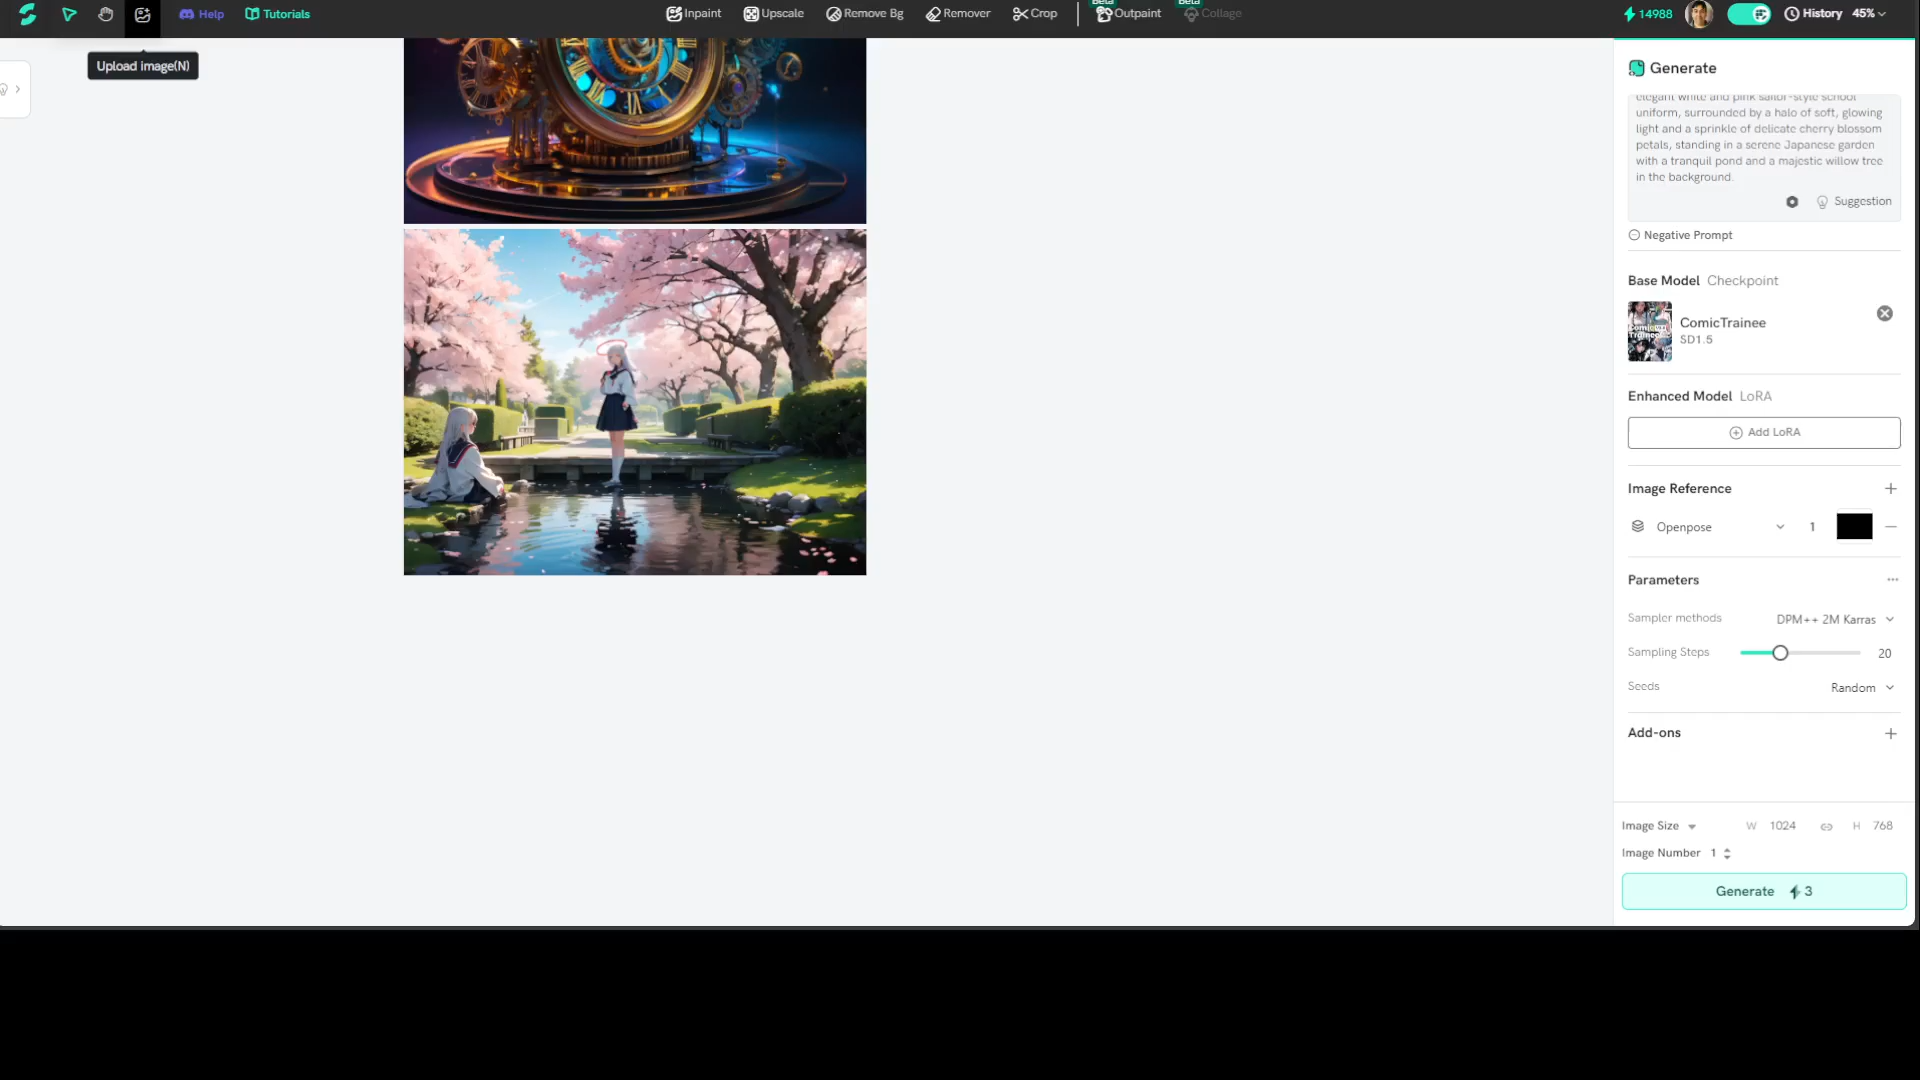 Help
Tutorials
Inpaint
Upscale
Remove Bg
Remover
Crop
Beta
Outpaint
Beta
Collage
14988
History
45%
Upload image(N)
Generate
elegant white and pink sailor-style school
uniform, surrounded by a halo of soft, glowing
light and a sprinkle of delicate cherry blossom
petals, standing in a serene Japanese garden
with a tranquil pond and a majestic willow tree
in the background.
Suggestion
Negative Prompt
Base Model Checkpoint
ComicTrainee
SD1.5
Enhanced Model LoRA
Add LoRA
Image Reference
Openpose
1
Parameters
Sampler methods DPM++ 2M Karras
Sampling Steps 20
Seeds Random
Add-ons
Image Size W 1024 H 768
Image Number 1
Generate 3